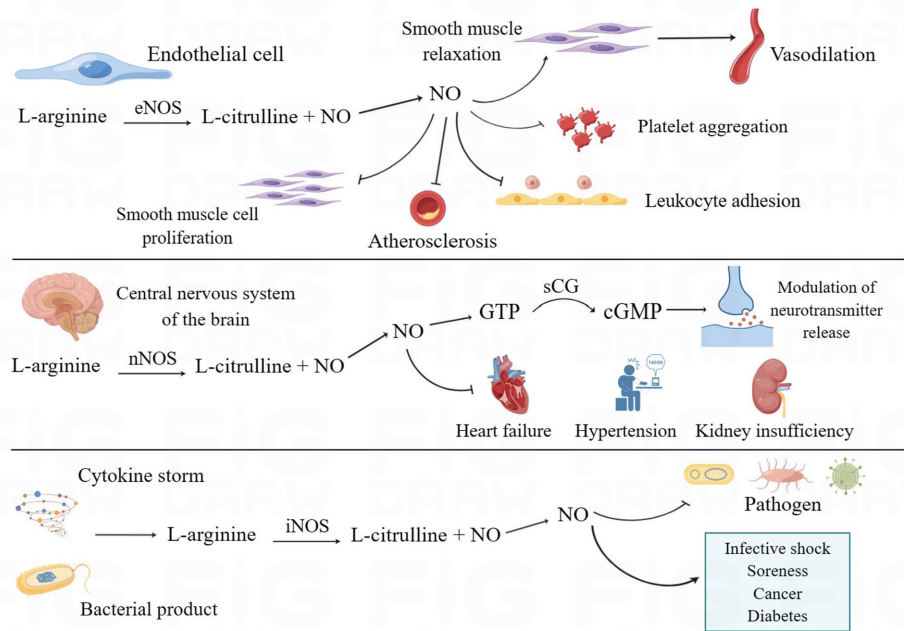 Endothelial cell
Smooth muscle
relaxation
Vasodilation
L-arginine
eNOS
L-citrulline + NO
NO
Platelet aggregation
Leukocyte adhesion
Smooth muscle cell
proliferation
Atherosclerosis
Central nervous system
of the brain
L-arginine
nNOS
L-citrulline + NO
NO
GTP
sCG
cGMP
Modulation of
neurotransmitter
release
Heart failure
Hypertension
Kidney insufficiency
Cytokine storm
Bacterial product
L-arginine
iNOS
L-citrulline + NO
NO
Pathogen
Infective shock
Soreness
Cancer
Diabetes